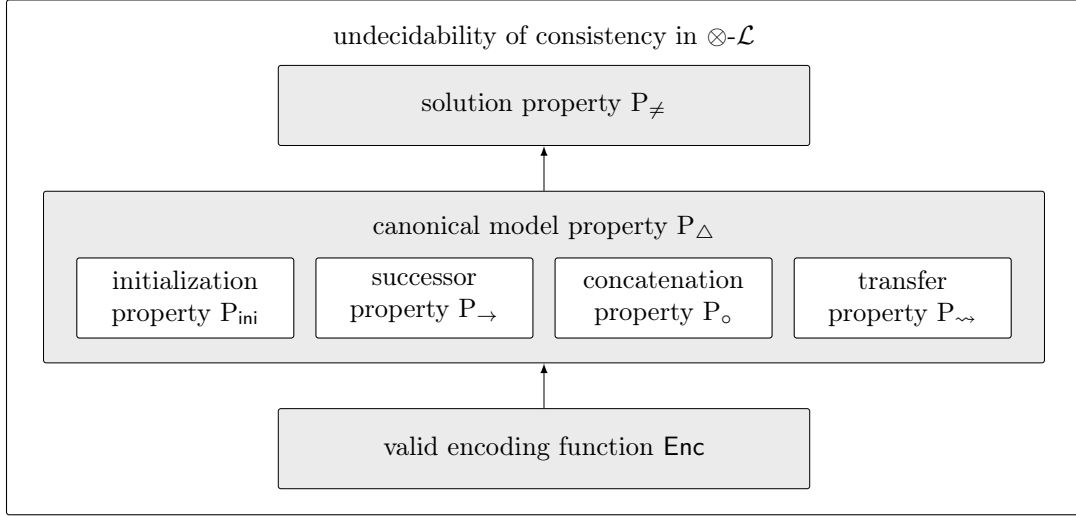 undecidability of consistency in ⊗-ℒ
solution property P≠
canonical model property P△
initialization
property Pini
successor
property P→
concatenation
property P∘
transfer
property P⇝
valid encoding function Enc